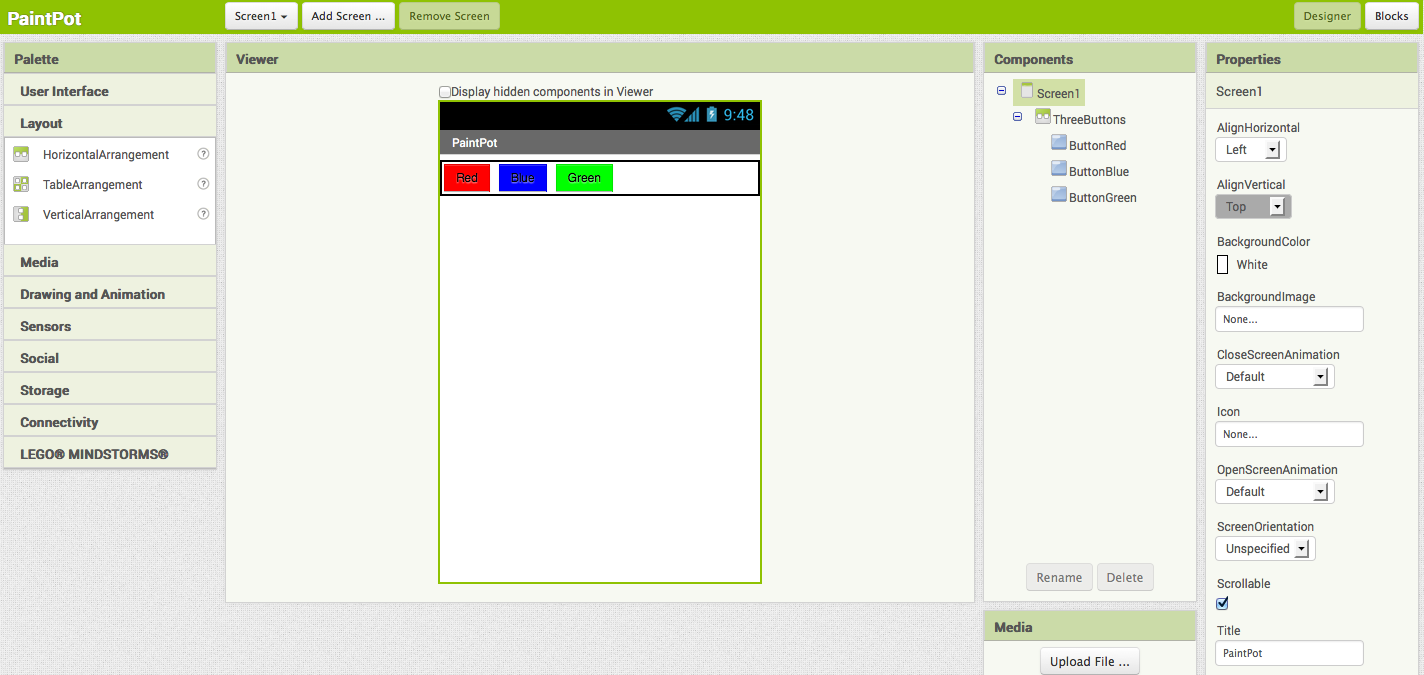 PaintPot
Screen1
Add Screen ...
Remove Screen
Designer
Blocks
Palette
User Interface
Layout
HorizontalArrangement
?
TableArrangement
?
VerticalArrangement
?
Media
Drawing and Animation
Sensors
Social
Storage
Connectivity
LEGO® MINDSTORMS®
Viewer
Display hidden components in Viewer
9:48
PaintPot
Red
Blue
Green
Components
Screen1
ThreeButtons
ButtonRed
ButtonBlue
ButtonGreen
Rename
Delete
Media
Upload File ...
Properties
Screen1
AlignHorizontal
Left
AlignVertical
Top
BackgroundColor
White
BackgroundImage
None...
CloseScreenAnimation
Default
Icon
None...
OpenScreenAnimation
Default
ScreenOrientation
Unspecified
Scrollable
Title
PaintPot